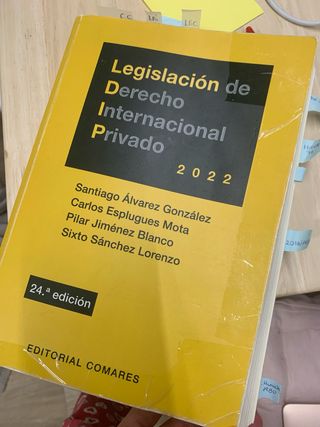 C.C
LEC
Legislación de
Derecho
Internacional
Privado
2022
Santiago Álvarez González
Carlos Esplugues Mota
Pilar Jiménez Blanco
Sixto Sánchez Lorenzo
24.ª edición
EDITORIAL COMARES